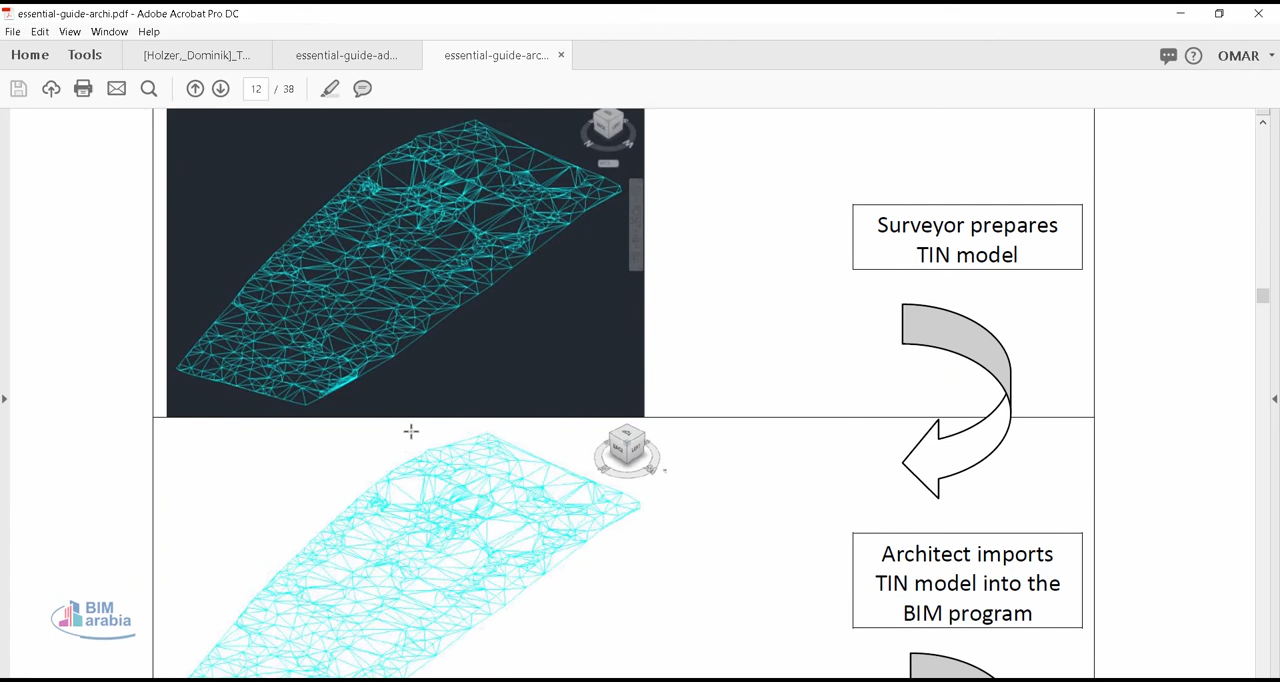 essential-guide-archi.pdf - Adobe Acrobat Pro DC
File Edit View Window Help
Home Tools [Holzer,_Dominik]_T... essential-guide-ad... essential-guide-arc... OMAR
12 / 38
Surveyor prepares
TIN model
Architect imports
TIN model into the
BIM program
BIM
arabia